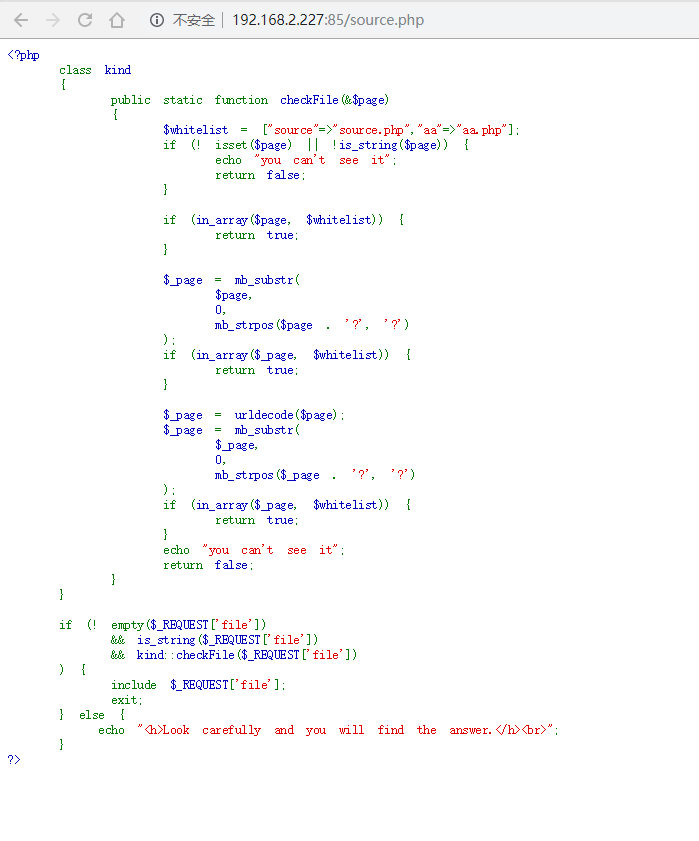 不安全 | 192.168.2.227:85/source.php
<?php
class kind
{
public static function checkFile(&$page)
{
$whitelist = ["source"=>"source.php","aa"=>"aa.php"];
if (! isset($page) || !is_string($page)) {
echo "you can't see it";
return false;
}
if (in_array($page, $whitelist)) {
return true;
}
$_page = mb_substr(
$page,
0,
mb_strpos($page . '?', '?')
);
if (in_array($_page, $whitelist)) {
return true;
}
$_page = urldecode($page);
$_page = mb_substr(
$_page,
0,
mb_strpos($_page . '?', '?')
);
if (in_array($_page, $whitelist)) {
return true;
}
echo "you can't see it";
return false;
}
}
if (! empty($_REQUEST['file'])
&& is_string($_REQUEST['file'])
&& kind::checkFile($_REQUEST['file'])
) {
include $_REQUEST['file'];
exit;
} else {
echo "<h>Look carefully and you will find the answer.</h><br>";
}
?>